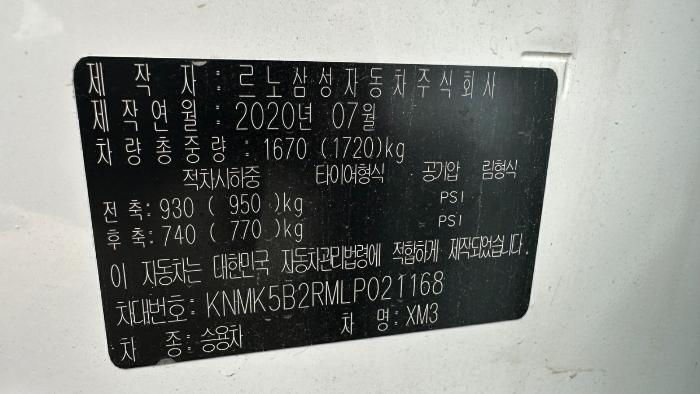 제 작 자 : 르노삼성자동차주식회사
제작연월 : 2020년 07월
차량총중량 : 1670 (1720)kg
적차시하중 타이어형식 공기압 림형식
전 축: 930 ( 950 )kg PSI
후 축: 740 ( 770 )kg PSI
이 자동차는 대한민국 자동차관리법령에 적합하게 제작되었습니다.
차대번호: KNMK5B2RMLP021168
차 종: 승용차 차 명: XM3